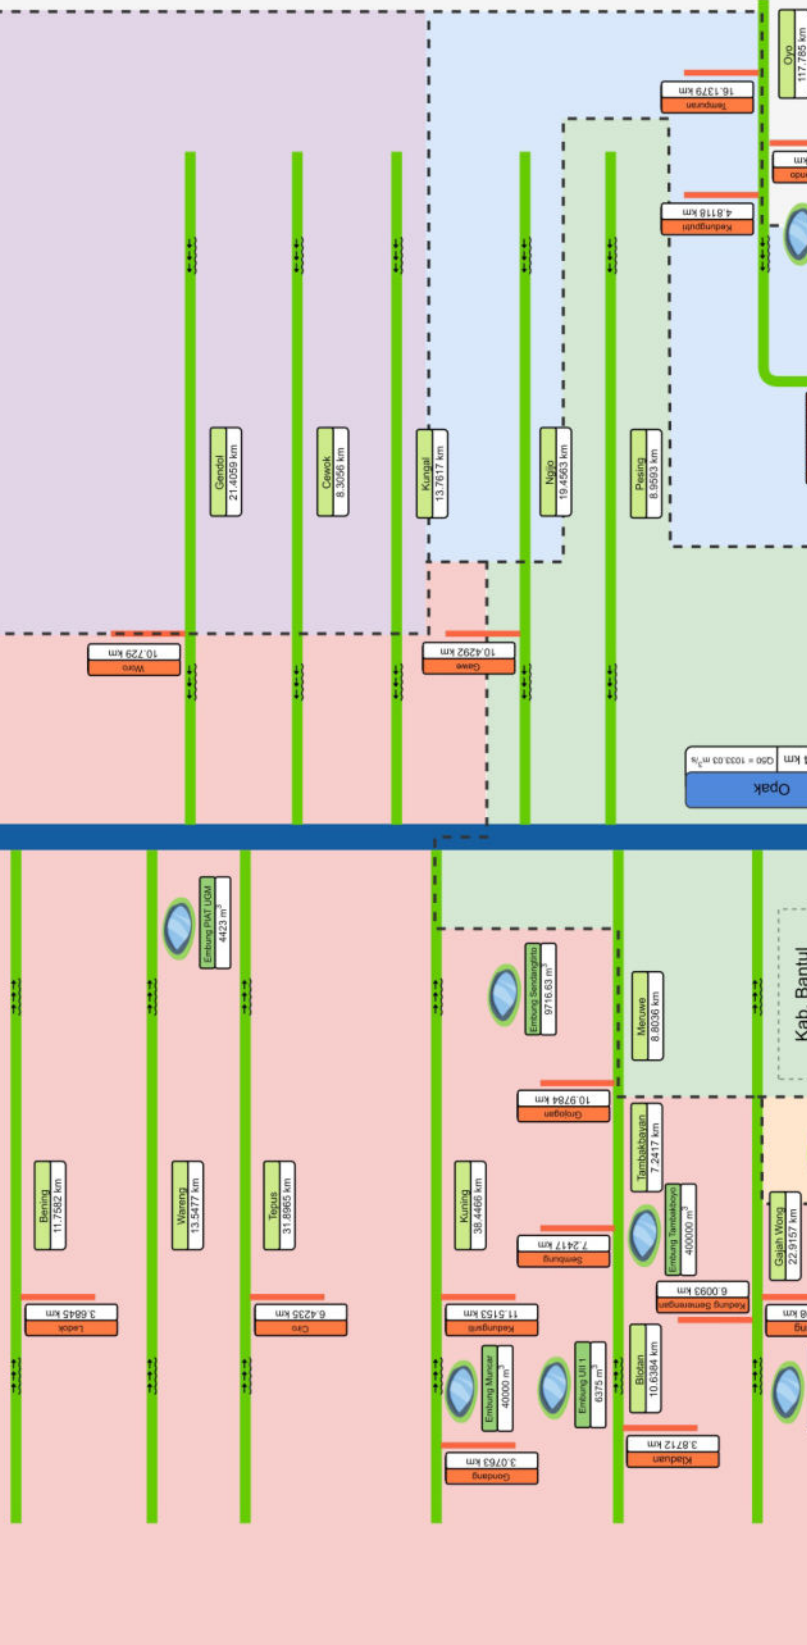 Oyo
117.785 km
16.1379 km
Tempuran
km
4.8118 km
Kedungputri
Gendol
21.4059 km
Cewok
8.3056 km
Kungal
13.7617 km
Ngijo
19.4563 km
Pesing
8.9593 km
10.729 km
Woro
10.4292 km
Gawe
Q50 = 1033.03 m³/s
km
Opak
Embung PIAT UGM
4423 m³
Embung Sendangtirto
9716.63 m³
Meruwe
8.8036 km
Kab. Bantul
10.9784 km
Grojogan
Tambakbayan
7.2417 km
Bening
11.7582 km
Wareng
13.5477 km
Tepus
31.8965 km
Kuning
38.4466 km
7.2417 km
Sembung
Embung Tambakboyo
400000 m³
Gajah Wong
22.9157 km
3.6845 km
Ledok
6.4235 km
Ciro
11.5153 km
6.0093 km
Kedung Semerangan
Embung Muncar
40000 m³
Embung UII 1
6375 m³
Blotan
10.6384 km
3.0763 km
Gondang
3.8712 km
Kladuan